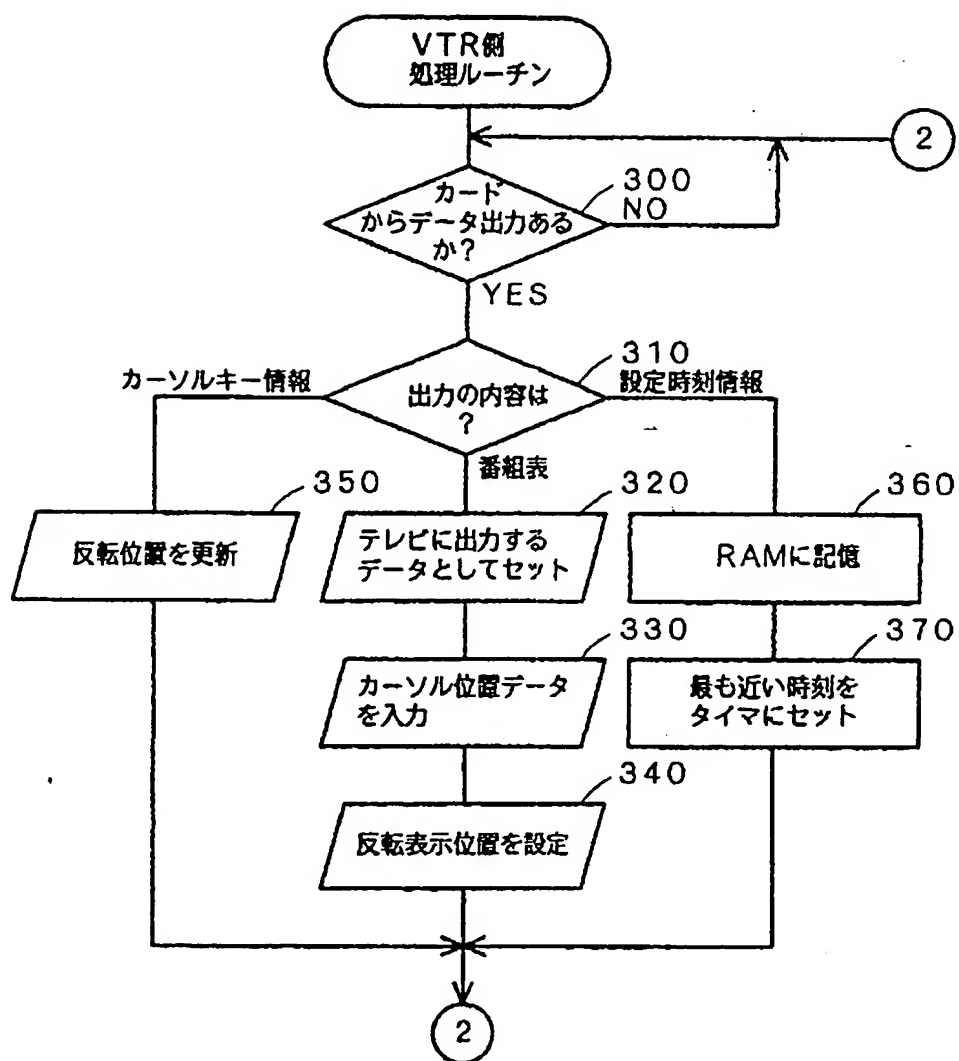 VTR側
処理ルーチン
2
カード
からデータ出力ある
か?
300
NO
YES
310
出力の内容は
?
カーソルキー情報
設定時刻情報
番組表
350
反転位置を更新
320
テレビに出力する
データとしてセット
360
RAMに記憶
330
カーソル位置データ
を入力
370
最も近い時刻を
タイマにセット
340
反転表示位置を設定
2